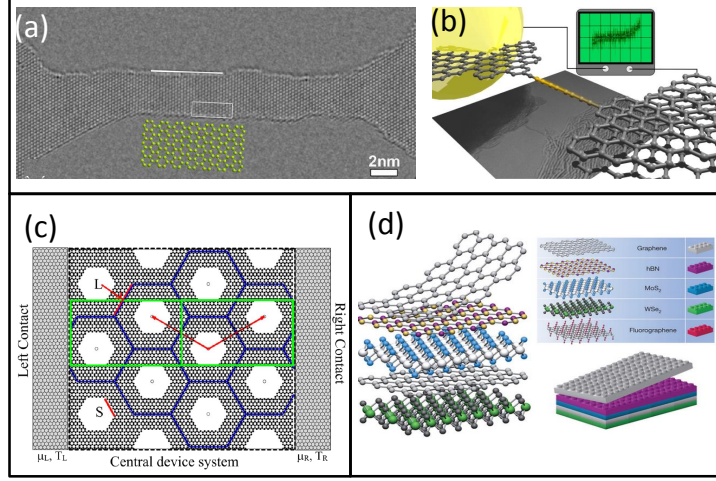 (a)
2nm
(b)
(c)
L
S
Left Contact
Right Contact
μL, TL
Central device system
μR, TR
(d)
Graphene
hBN
MoS2
WSe2
Fluorographene